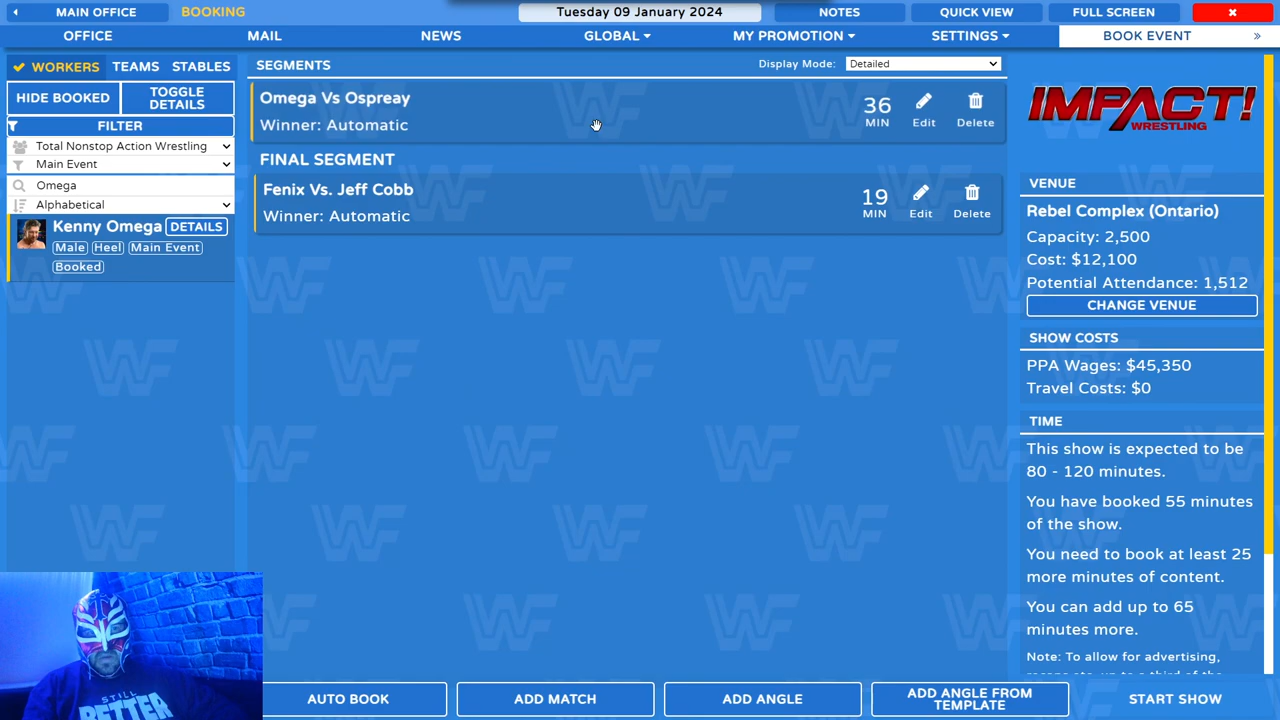 MAIN OFFICE
BOOKING
Tuesday 09 January 2024
NOTES
QUICK VIEW
FULL SCREEN
OFFICE
MAIL
NEWS
GLOBAL
MY PROMOTION
SETTINGS
BOOK EVENT
WORKERS
TEAMS
STABLES
HIDE BOOKED
TOGGLE
DETAILS
FILTER
Total Nonstop Action Wrestling
Main Event
Omega
Alphabetical
Kenny Omega
DETAILS
Male
Heel
Main Event
Booked
SEGMENTS
Display Mode:
Detailed
Omega Vs Ospreay
Winner: Automatic
36
MIN
Edit
Delete
FINAL SEGMENT
Fenix Vs. Jeff Cobb
Winner: Automatic
19
MIN
Edit
Delete
IMPACT!
WRESTLING
VENUE
Rebel Complex (Ontario)
Capacity: 2,500
Cost: $12,100
Potential Attendance: 1,512
CHANGE VENUE
SHOW COSTS
PPA Wages: $45,350
Travel Costs: $0
TIME
This show is expected to be
80 - 120 minutes.
You have booked 55 minutes
of the show.
You need to book at least 25
more minutes of content.
You can add up to 65
minutes more.
Note: To allow for advertising,
STILL
BETTER
AUTO BOOK
ADD MATCH
ADD ANGLE
ADD ANGLE FROM
TEMPLATE
START SHOW